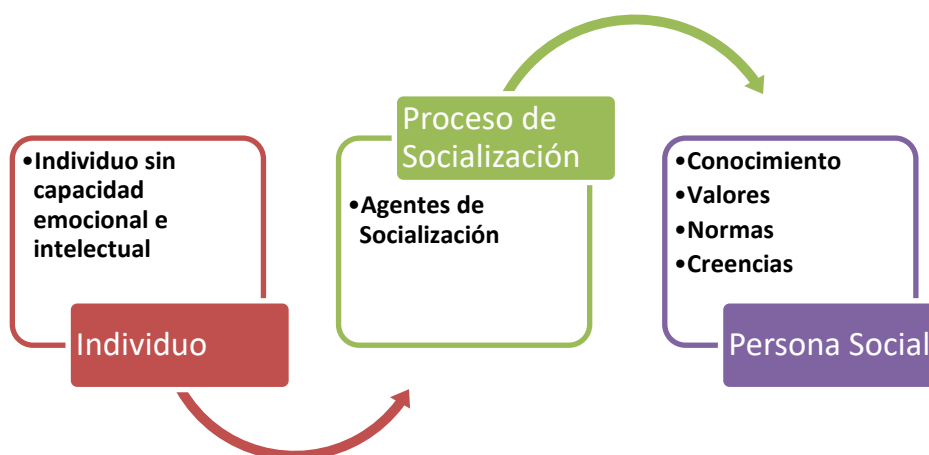 •Individuo sin
capacidad
emocional e
intelectual
Individuo
Proceso de
Socialización
•Agentes de
Socialización
•Conocimiento
•Valores
•Normas
•Creencias
Persona Social